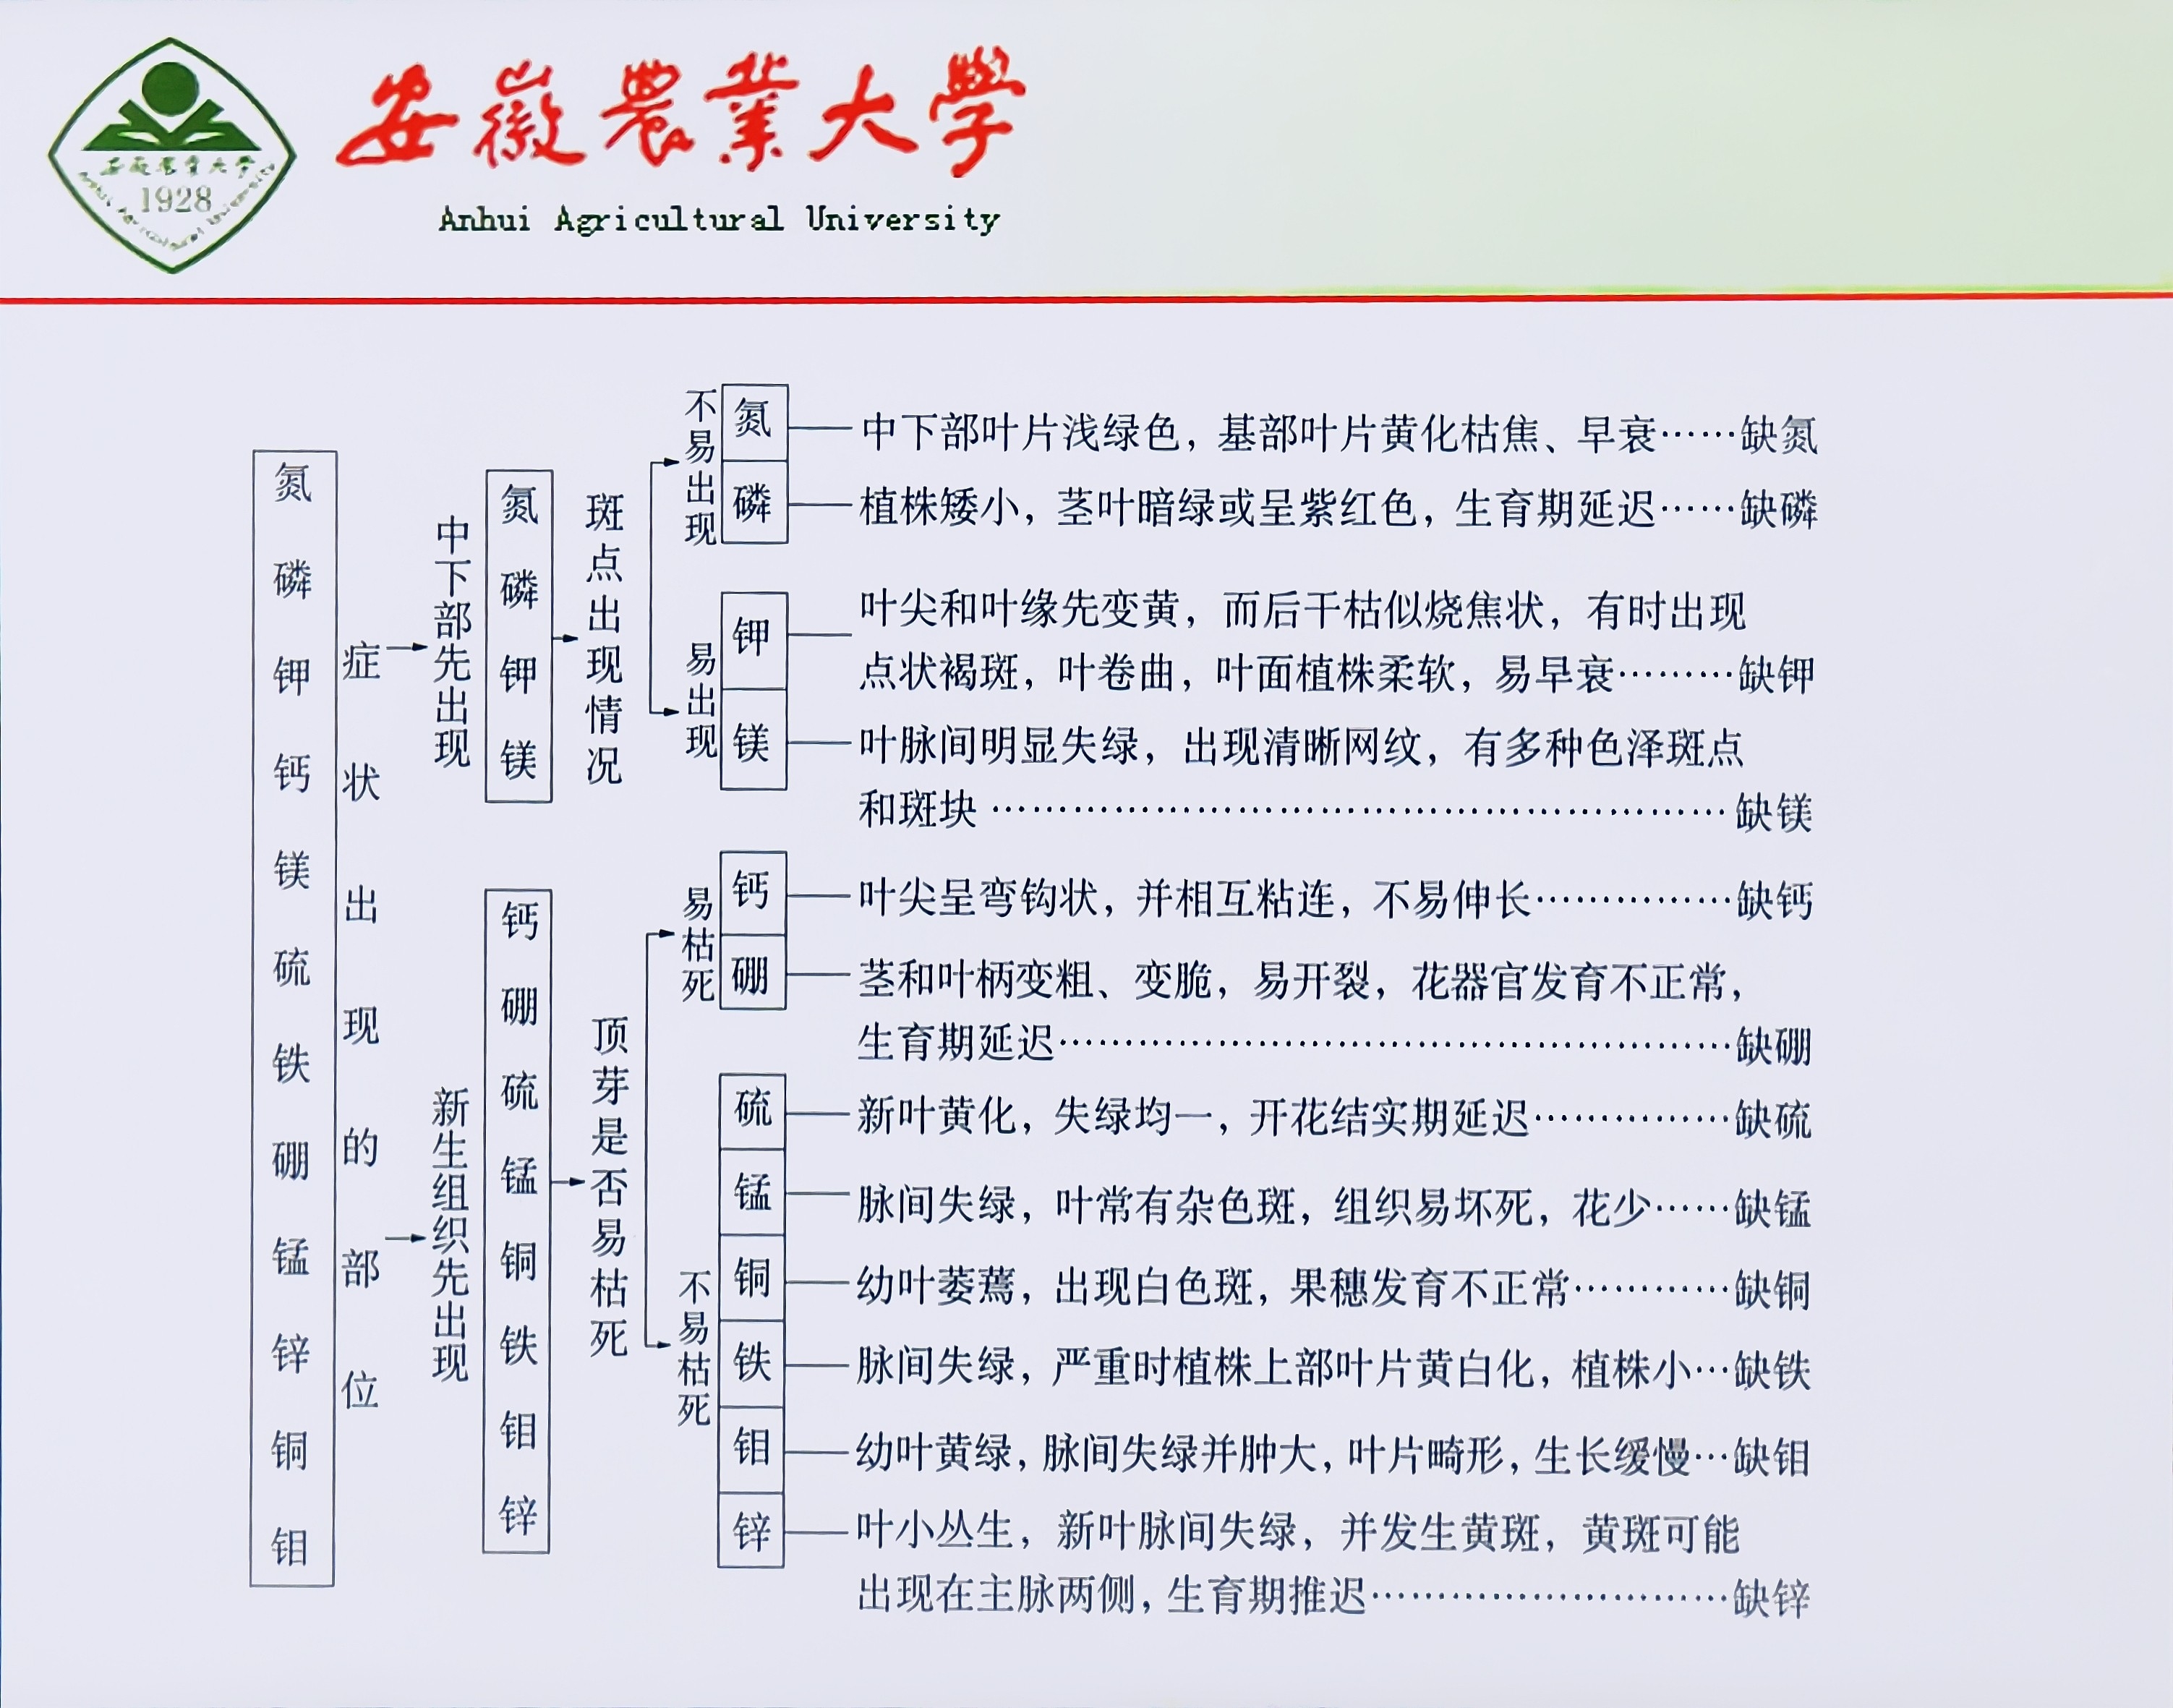 安徽農業大學
Anhui Agricultural University
安徽農業大學
1928
氮磷钾钙镁硫铁硼锰锌铜钼
症状出现的部位
中下部先出现
氮磷钾镁
斑点出现情况
不易出现
氮
中下部叶片浅绿色，基部叶片黄化枯焦、早衰……缺氮
磷
植株矮小，茎叶暗绿或呈紫红色，生育期延迟……缺磷
易出现
钾
叶尖和叶缘先变黄，而后干枯似烧焦状，有时出现
点状褐斑，叶卷曲，叶面植株柔软，易早衰………缺钾
镁
叶脉间明显失绿，出现清晰网纹，有多种色泽斑点
和斑块…………………………………………………缺镁
新生组织先出现
钙硼硫锰铜铁钼锌
顶芽是否易枯死
易枯死
钙
叶尖呈弯钩状，并相互粘连，不易伸长……………缺钙
硼
茎和叶柄变粗、变脆，易开裂，花器官发育不正常，
生育期延迟………………………………………………缺硼
不易枯死
硫
新叶黄化，失绿均一，开花结实期延迟……………缺硫
锰
脉间失绿，叶常有杂色斑，组织易坏死，花少……缺锰
铜
幼叶萎蔫，出现白色斑，果穗发育不正常…………缺铜
铁
脉间失绿，严重时植株上部叶片黄白化，植株小…缺铁
钼
幼叶黄绿，脉间失绿并肿大，叶片畸形，生长缓慢…缺钼
锌
叶小丛生，新叶脉间失绿，并发生黄斑，黄斑可能
出现在主脉两侧，生育期推迟………………………缺锌